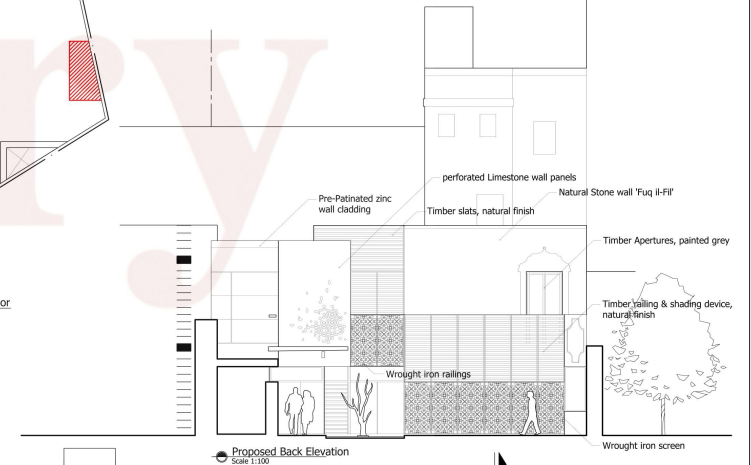 ry
perforated Limestone wall panels
Natural Stone wall 'Fuq il-Fil'
Pre-Patinated zinc
wall cladding
Timber slats, natural finish
Timber Apertures, painted grey
or
Timber railing & shading device,
natural finish
Wrought iron railings
Wrought iron screen
Proposed Back Elevation
Scale 1:100